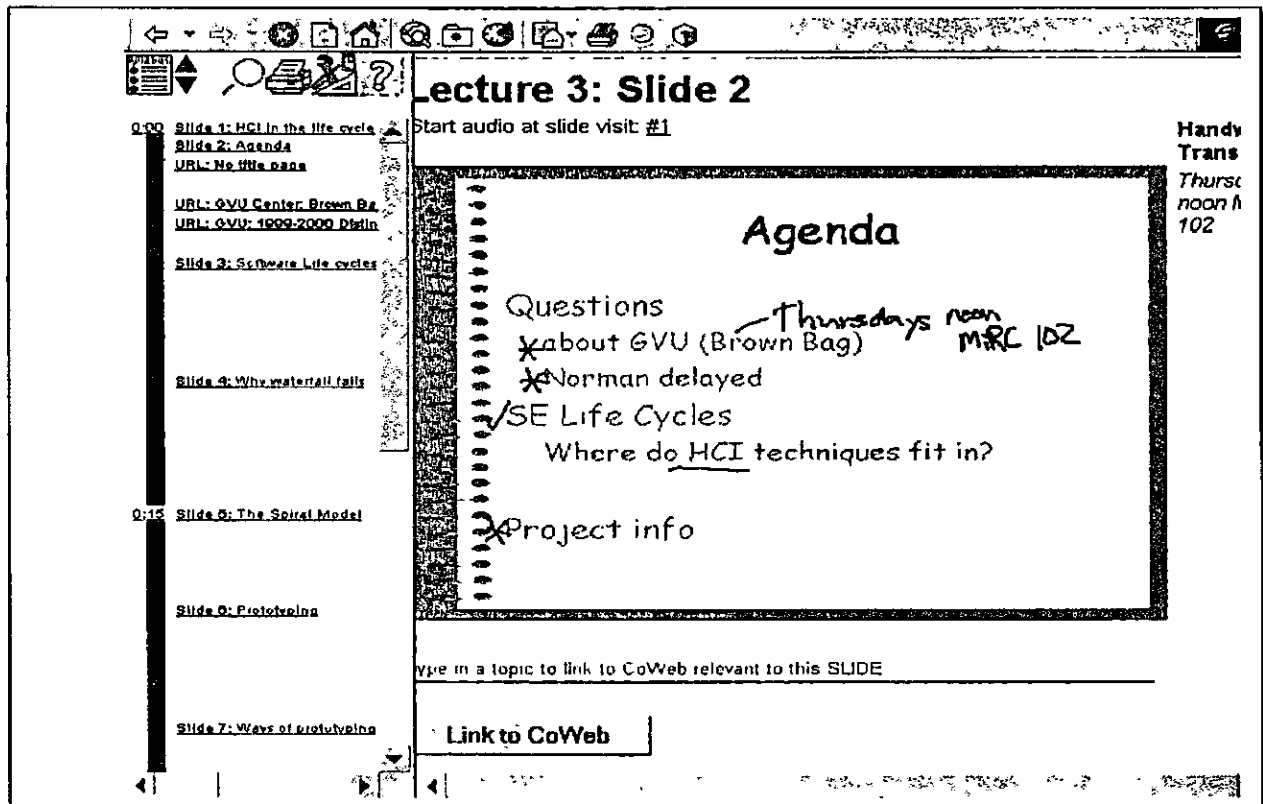 Syllabus
Lecture 3: Slide 2
Start audio at slide visit: #1
0:00 Slide 1: HCI in the life cycle
Slide 2: Agenda
URL: No title page
URL: GVU Center: Brown Ba
URL: GVU: 1999-2000 Distin
Slide 3: Software Life cycles
Slide 4: Why waterfall fails
0:15 Slide 5: The Spiral Model
Slide 6: Prototyping
Slide 7: Ways of prototyping
Agenda
Questions
about GVU (Brown Bag)
Thursdays noon
MRC 102
Norman delayed
SE Life Cycles
Where do HCI techniques fit in?
Project info
Handw
Trans
Thursd
noon M
102
ype in a topic to link to CoWeb relevant to this SLIDE
Link to CoWeb